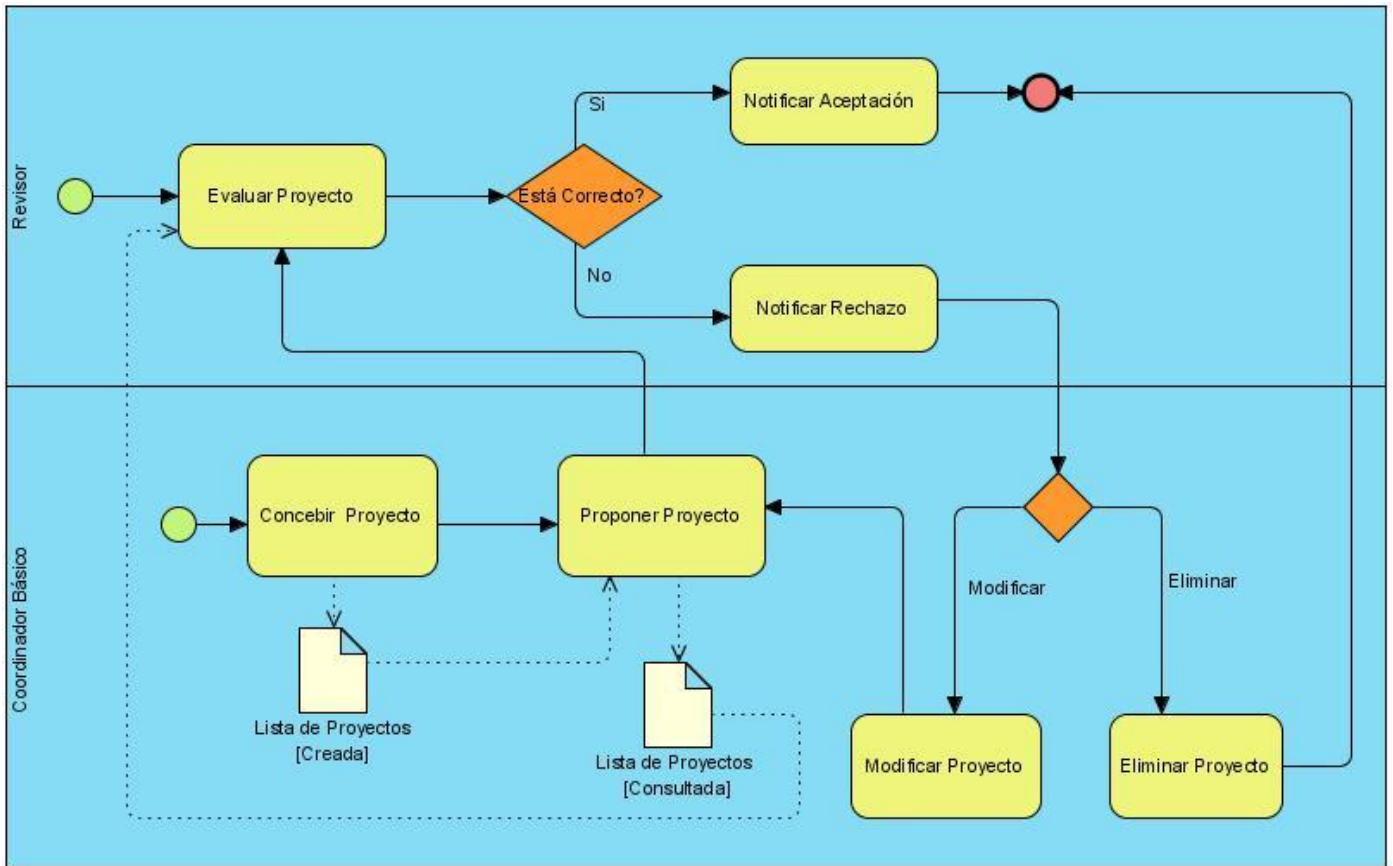 Revisor
Evaluar Proyecto
Está Correcto?
Si
No
Notificar Aceptación
Notificar Rechazo
Coordinador Básico
Concebir Proyecto
Proponer Proyecto
Lista de Proyectos
[Creada]
Lista de Proyectos
[Consultada]
Modificar
Eliminar
Modificar Proyecto
Eliminar Proyecto